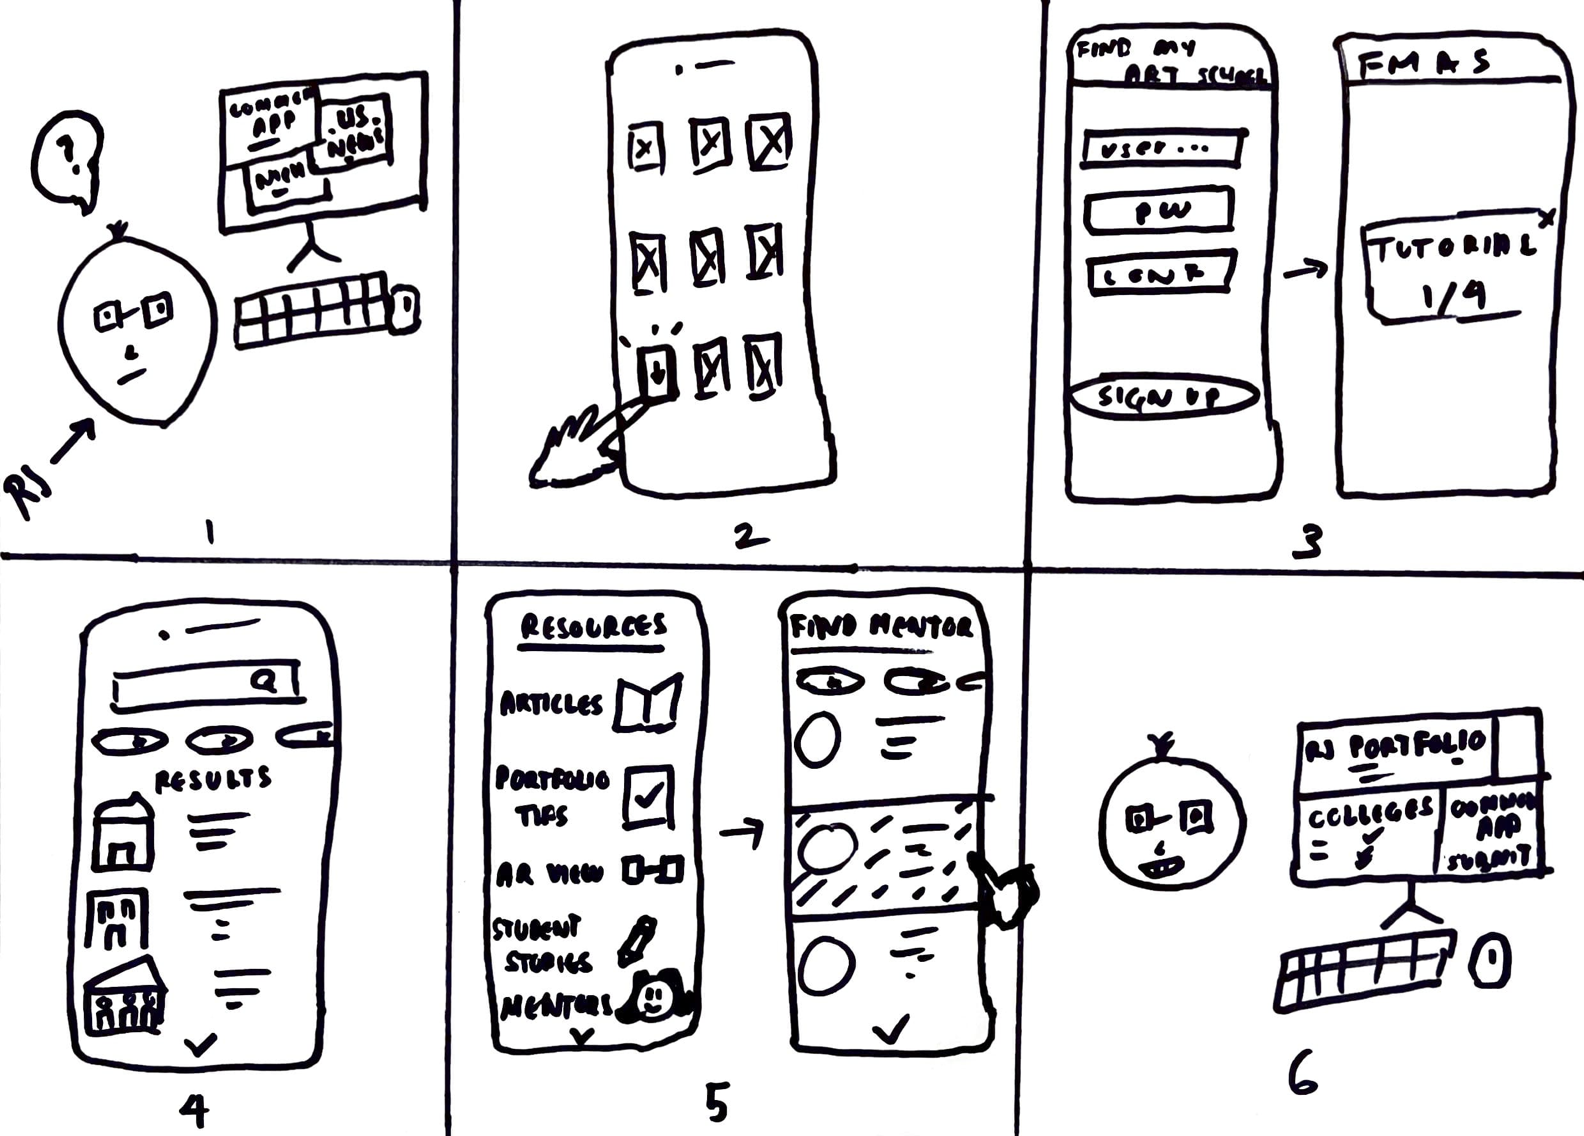 ?
COMMON
APP
.US.
NEWS
RJ
1
2
FIND MY
ART SCHOOL
USER...
PW
SIGN UP
FMAS
x
TUTORIAL
1/4
3
RESULTS
4
RESOURCES
ARTICLES
PORTFOLIO
TIPS
AR VIEW
STUDENT
STORIES
MENTORS
FIND MENTOR
5
RJ PORTFOLIO
COLLEGES
COMMON
APP
SUBMIT
6